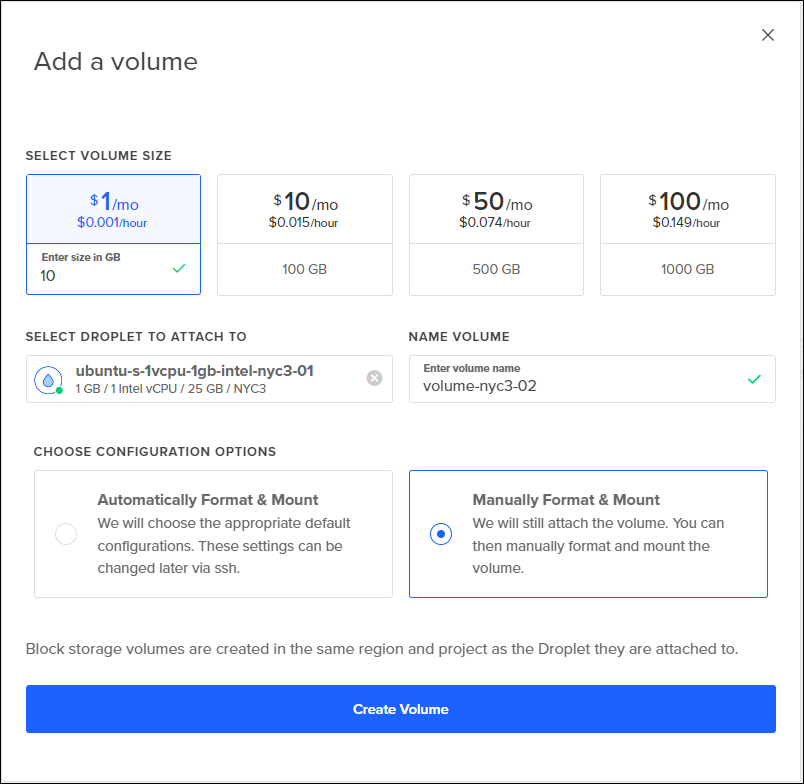 Add a volume
SELECT VOLUME SIZE
$1/mo
$0.001/hour
Enter size in GB
10
$10/mo
$0.015/hour
100 GB
$50/mo
$0.074/hour
500 GB
$100/mo
$0.149/hour
1000 GB
SELECT DROPLET TO ATTACH TO
ubuntu-s-1vcpu-1gb-intel-nyc3-01
1 GB / 1 Intel vCPU / 25 GB / NYC3
NAME VOLUME
Enter volume name
volume-nyc3-02
CHOOSE CONFIGURATION OPTIONS
Automatically Format & Mount
We will choose the appropriate default
configurations. These settings can be
changed later via ssh.
Manually Format & Mount
We will still attach the volume. You can
then manually format and mount the
volume.
Block storage volumes are created in the same region and project as the Droplet they are attached to.
Create Volume